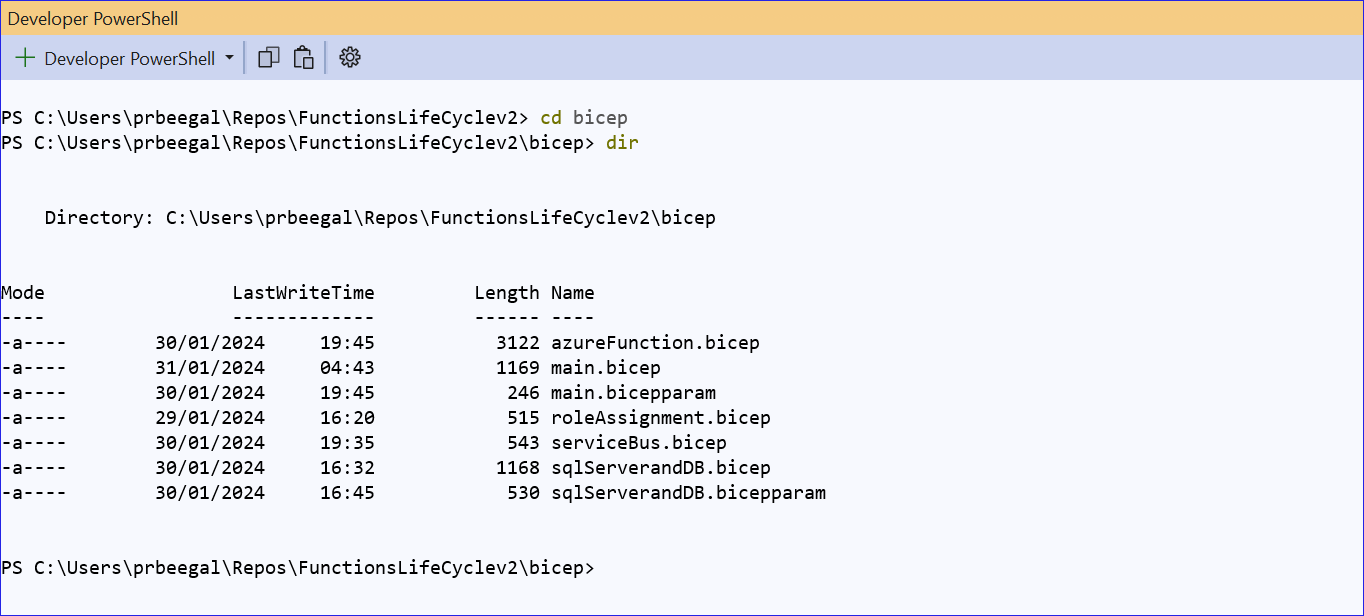 Developer PowerShell
Developer PowerShell
PS C:\Users\prbeegal\Repos\FunctionsLifeCyclev2> cd bicep
PS C:\Users\prbeegal\Repos\FunctionsLifeCyclev2\bicep> dir
Directory: C:\Users\prbeegal\Repos\FunctionsLifeCyclev2\bicep
Mode                 LastWriteTime         Length Name
----                 -------------         ------ ----
-a----        30/01/2024     19:45           3122 azureFunction.bicep
-a----        31/01/2024     04:43           1169 main.bicep
-a----        30/01/2024     19:45            246 main.bicepparam
-a----        29/01/2024     16:20            515 roleAssignment.bicep
-a----        30/01/2024     19:35            543 serviceBus.bicep
-a----        30/01/2024     16:32           1168 sqlServerandDB.bicep
-a----        30/01/2024     16:45            530 sqlServerandDB.bicepparam
PS C:\Users\prbeegal\Repos\FunctionsLifeCyclev2\bicep>